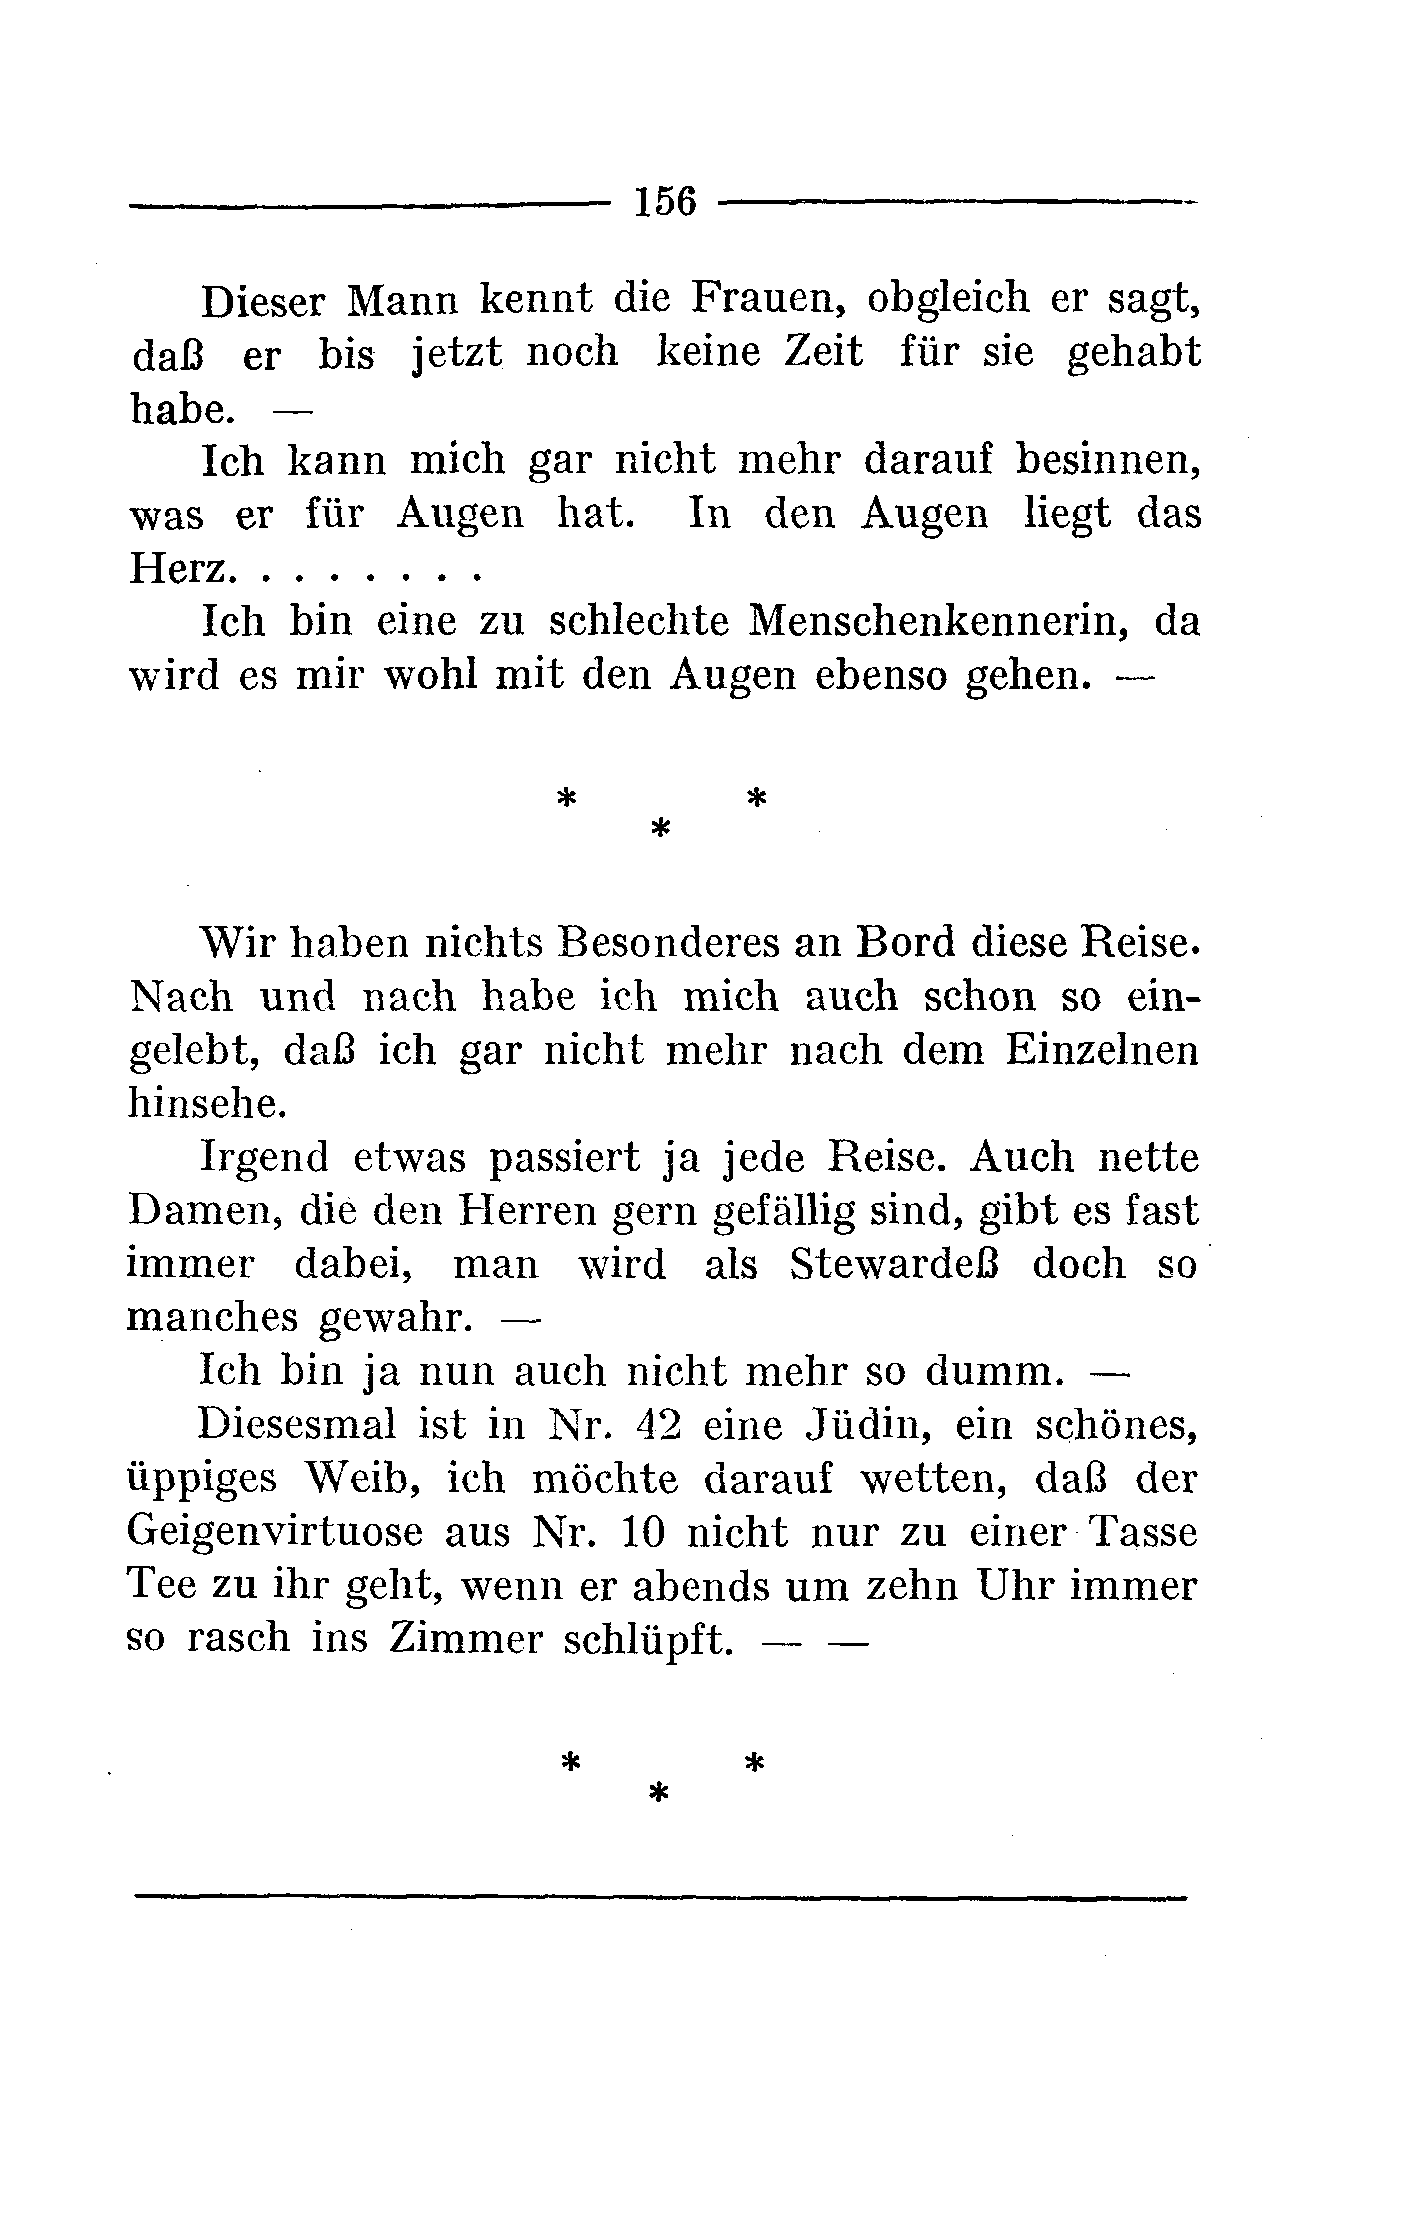 156
Dieser Mann kennt die Frauen, obgleich er sagt,
daß er bis jetzt noch keine Zeit für sie gehabt
habe. —
Ich kann mich gar nicht mehr darauf besinnen,
was er für Augen hat. In den Augen liegt das
Herz. . . . . . . .
Ich bin eine zu schlechte Menschenkennerin, da
wird es mir wohl mit den Augen ebenso gehen. —
* *
*
Wir haben nichts Besonderes an Bord diese Reise.
Nach und nach habe ich mich auch schon so ein-
gelebt, daß ich gar nicht mehr nach dem Einzelnen
hinsehe.
Irgend etwas passiert ja jede Reise. Auch nette
Damen, die den Herren gern gefällig sind, gibt es fast
immer dabei, man wird als Stewardeß doch so
manches gewahr. —
Ich bin ja nun auch nicht mehr so dumm. —
Diesesmal ist in Nr. 42 eine Jüdin, ein schönes,
üppiges Weib, ich möchte darauf wetten, daß der
Geigenvirtuose aus Nr. 10 nicht nur zu einer Tasse
Tee zu ihr geht, wenn er abends um zehn Uhr immer
so rasch ins Zimmer schlüpft. — —
* *
*